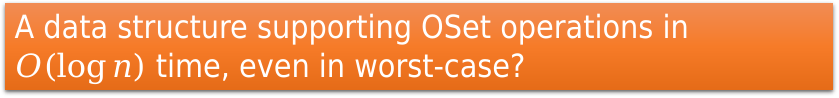 A data structure supporting OSet operations in
O(log n) time, even in worst-case?